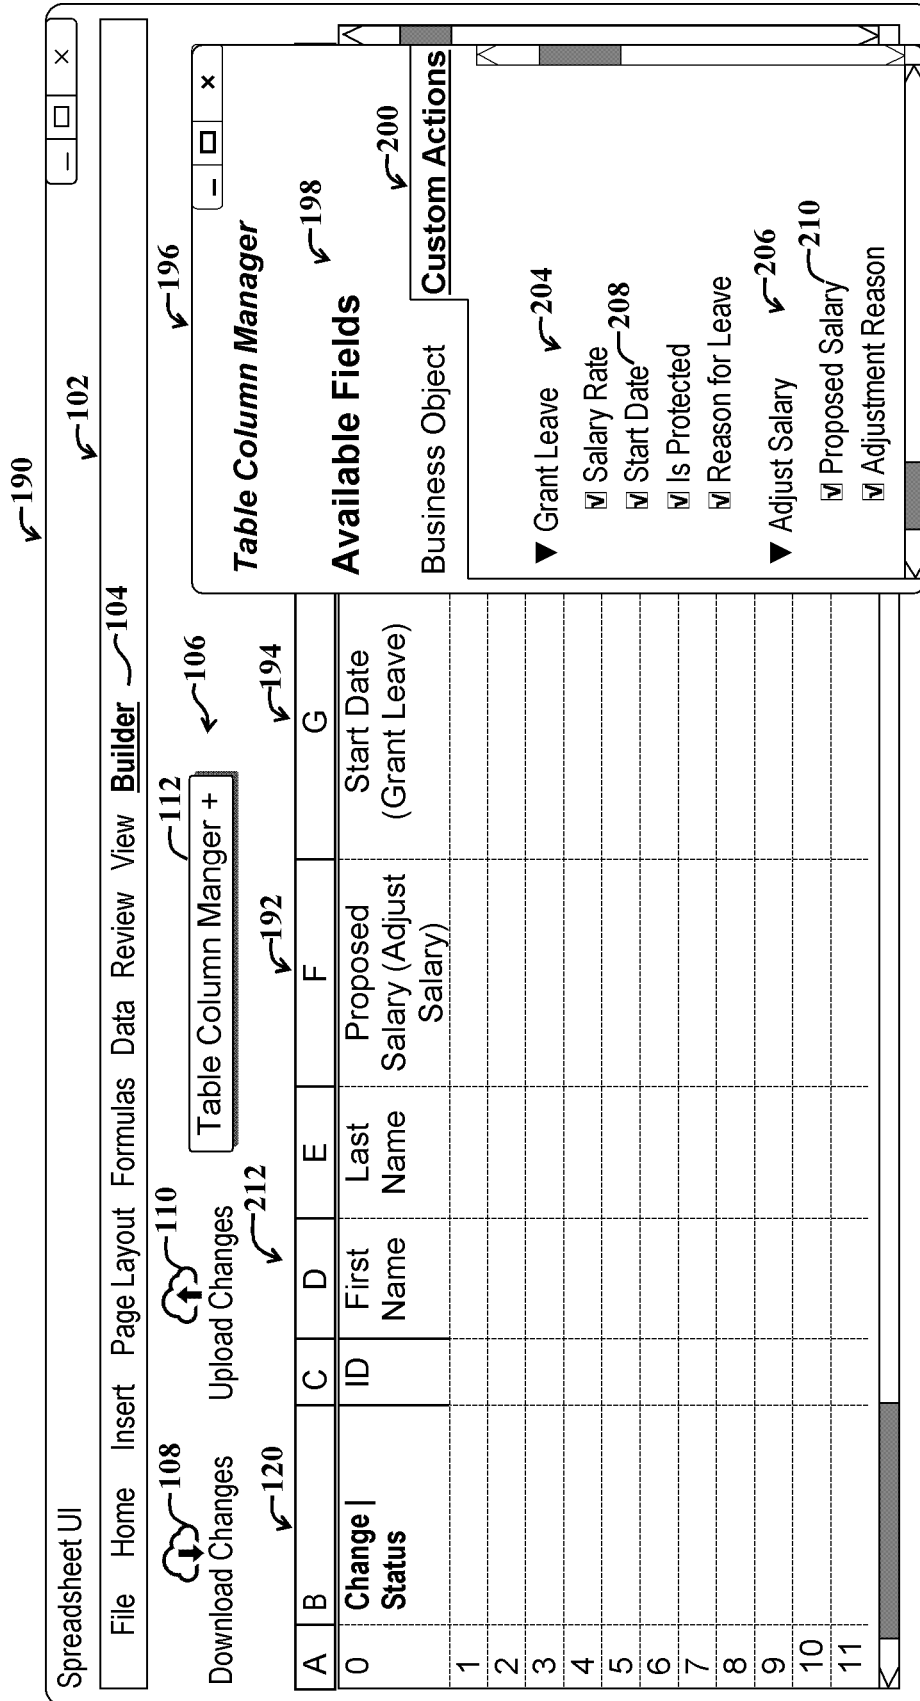 190
Spreadsheet UI
102
File Home Insert Page Layout Formulas Data Review View Builder 104
108
110
112
106
196
Download Changes
Upload Changes
Table Column Manger +
120
212
192
194
A B C D E F G
0
Change |
Status
ID
First
Name
Last
Name
Proposed
Salary (Adjust
Salary)
Start Date
(Grant Leave)
1
2
3
4
5
6
7
8
9
10
11
Table Column Manager
198
Available Fields
200
Business Object
Custom Actions
▼ Grant Leave 204
Salary Rate
Start Date 208
Is Protected
Reason for Leave
▼ Adjust Salary 206
Proposed Salary 210
Adjustment Reason